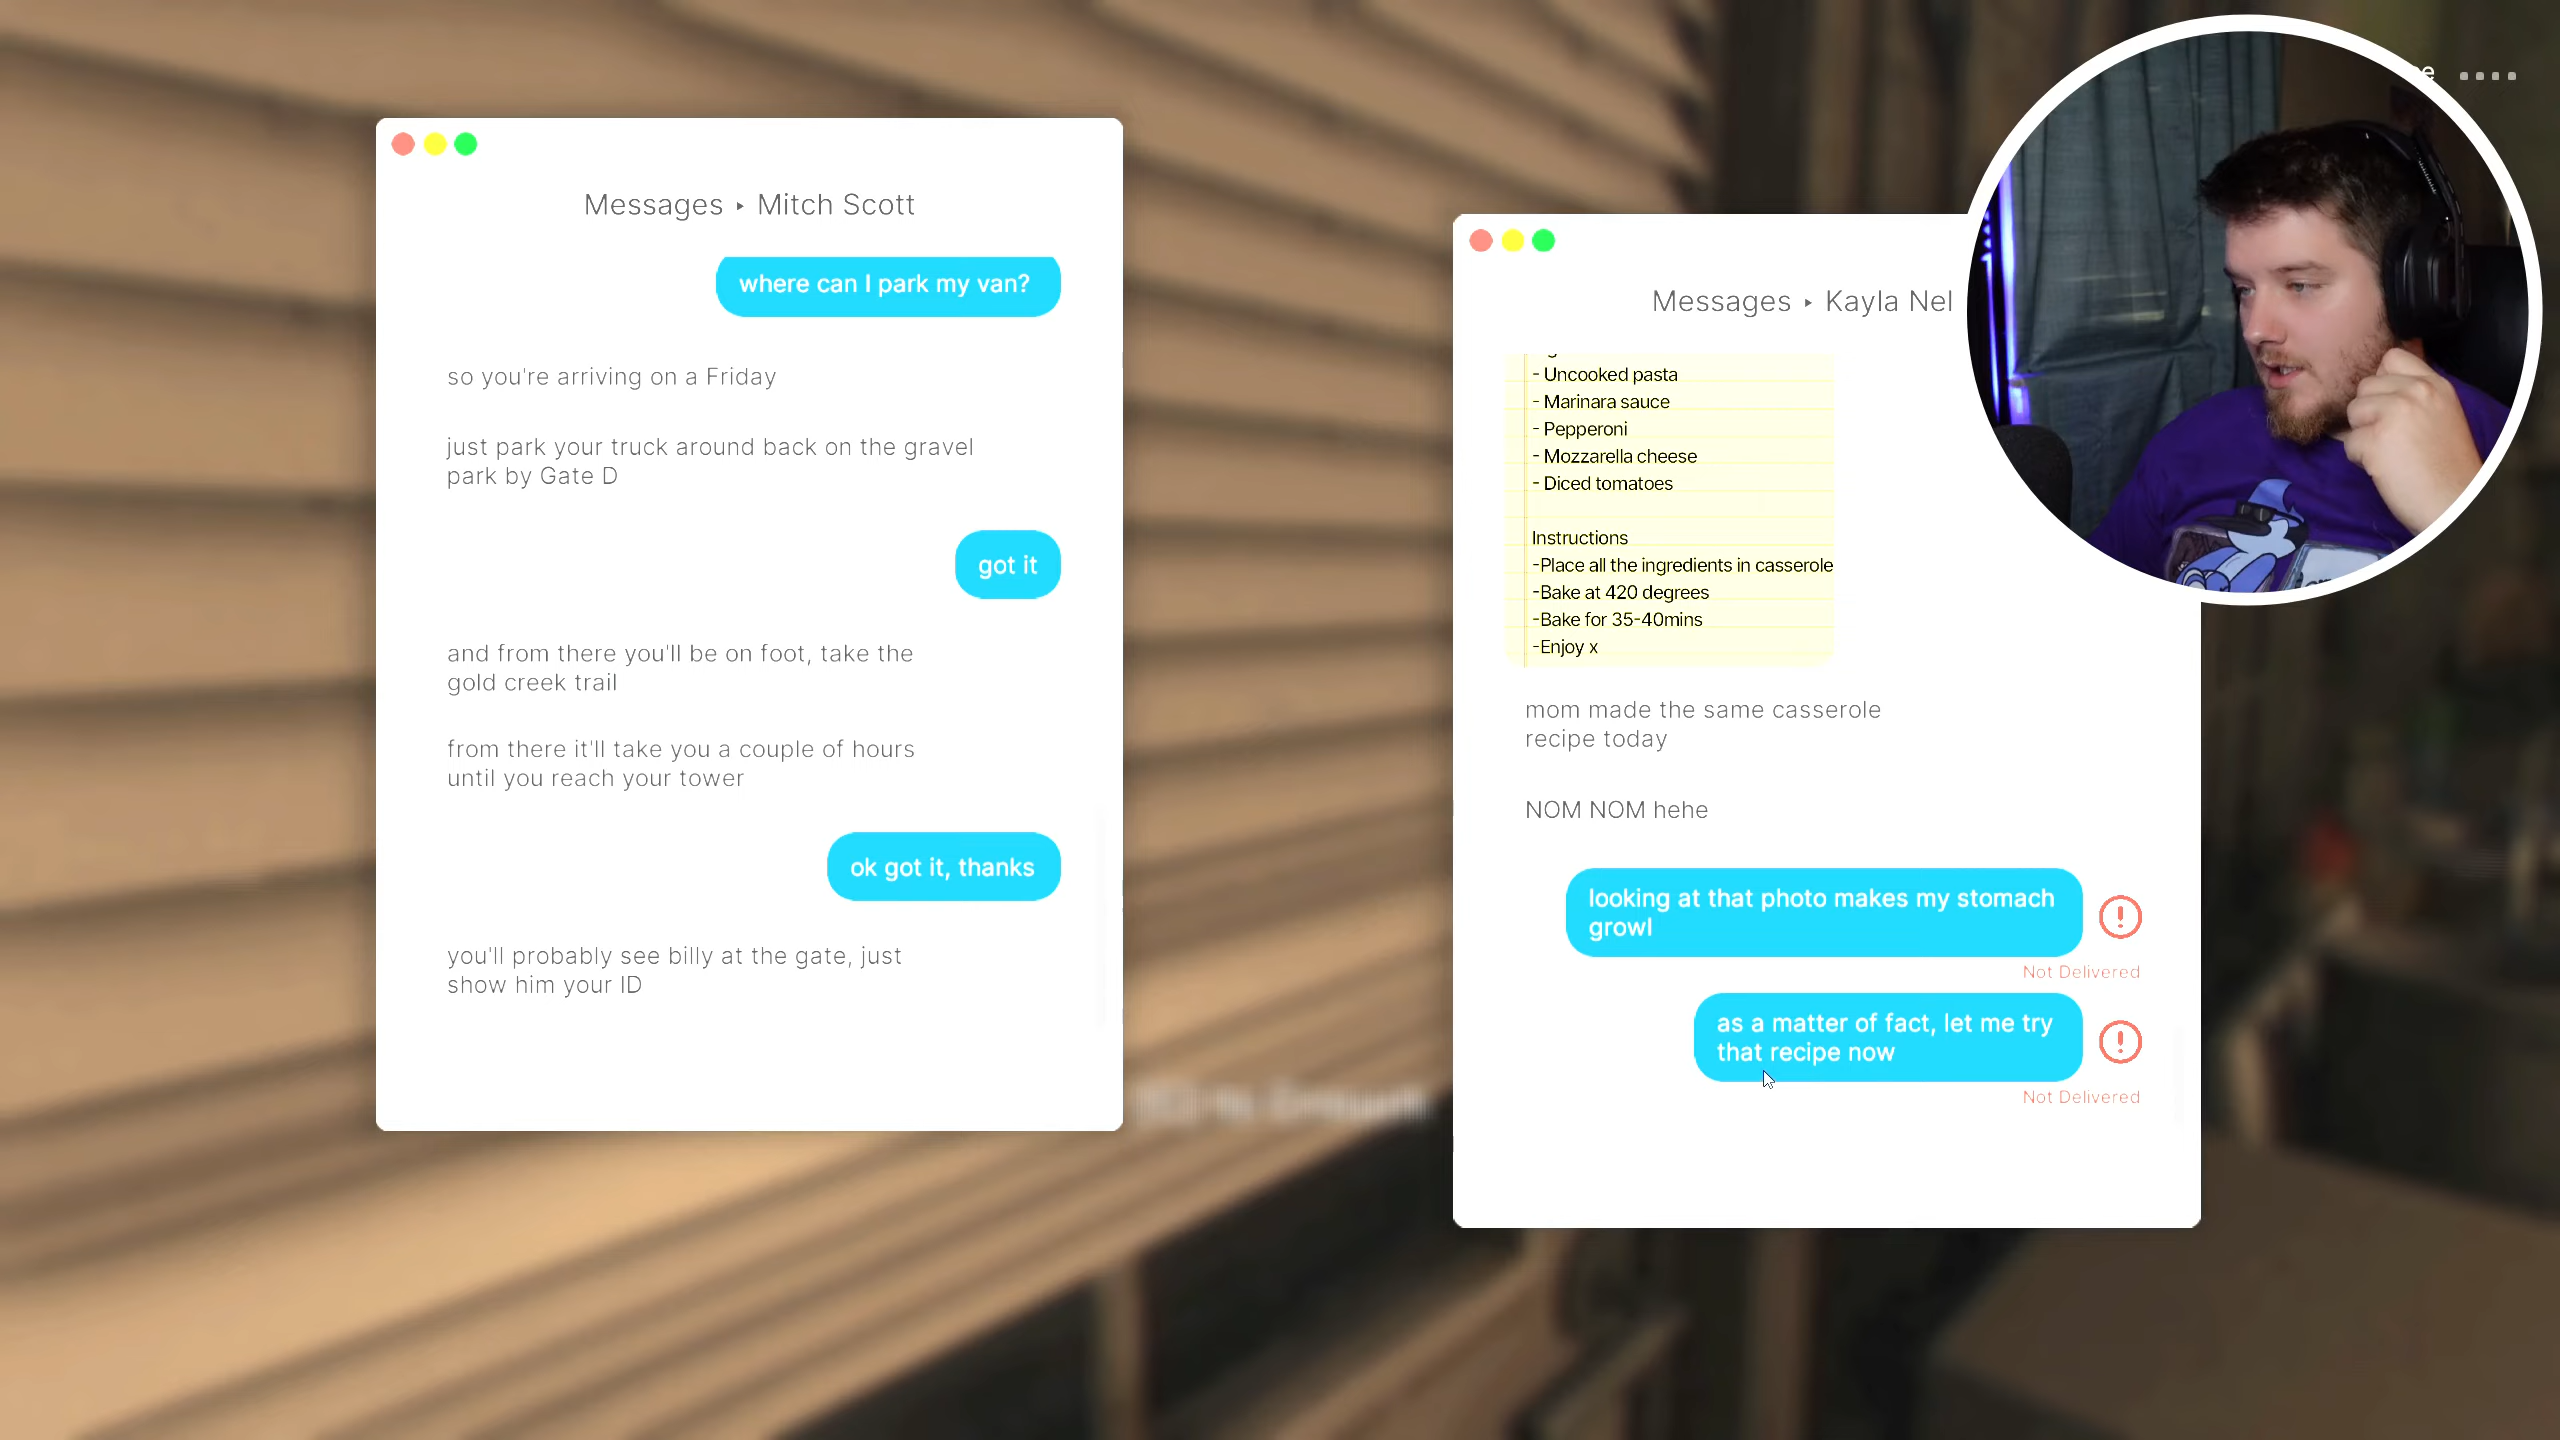 Messages ▸ Mitch Scott
where can I park my van?
so you're arriving on a Friday
just park your truck around back on the gravel
park by Gate D
got it
and from there you'll be on foot, take the
gold creek trail
from there it'll take you a couple of hours
until you reach your tower
ok got it, thanks
you'll probably see billy at the gate, just
show him your ID
Messages ▸ Kayla Nel
- Uncooked pasta
- Marinara sauce
- Pepperoni
- Mozzarella cheese
- Diced tomatoes
Instructions
-Place all the ingredients in casserole
-Bake at 420 degrees
-Bake for 35-40mins
-Enjoy x
mom made the same casserole
recipe today
NOM NOM hehe
looking at that photo makes my stomach
growl
Not Delivered
as a matter of fact, let me try
that recipe now
Not Delivered